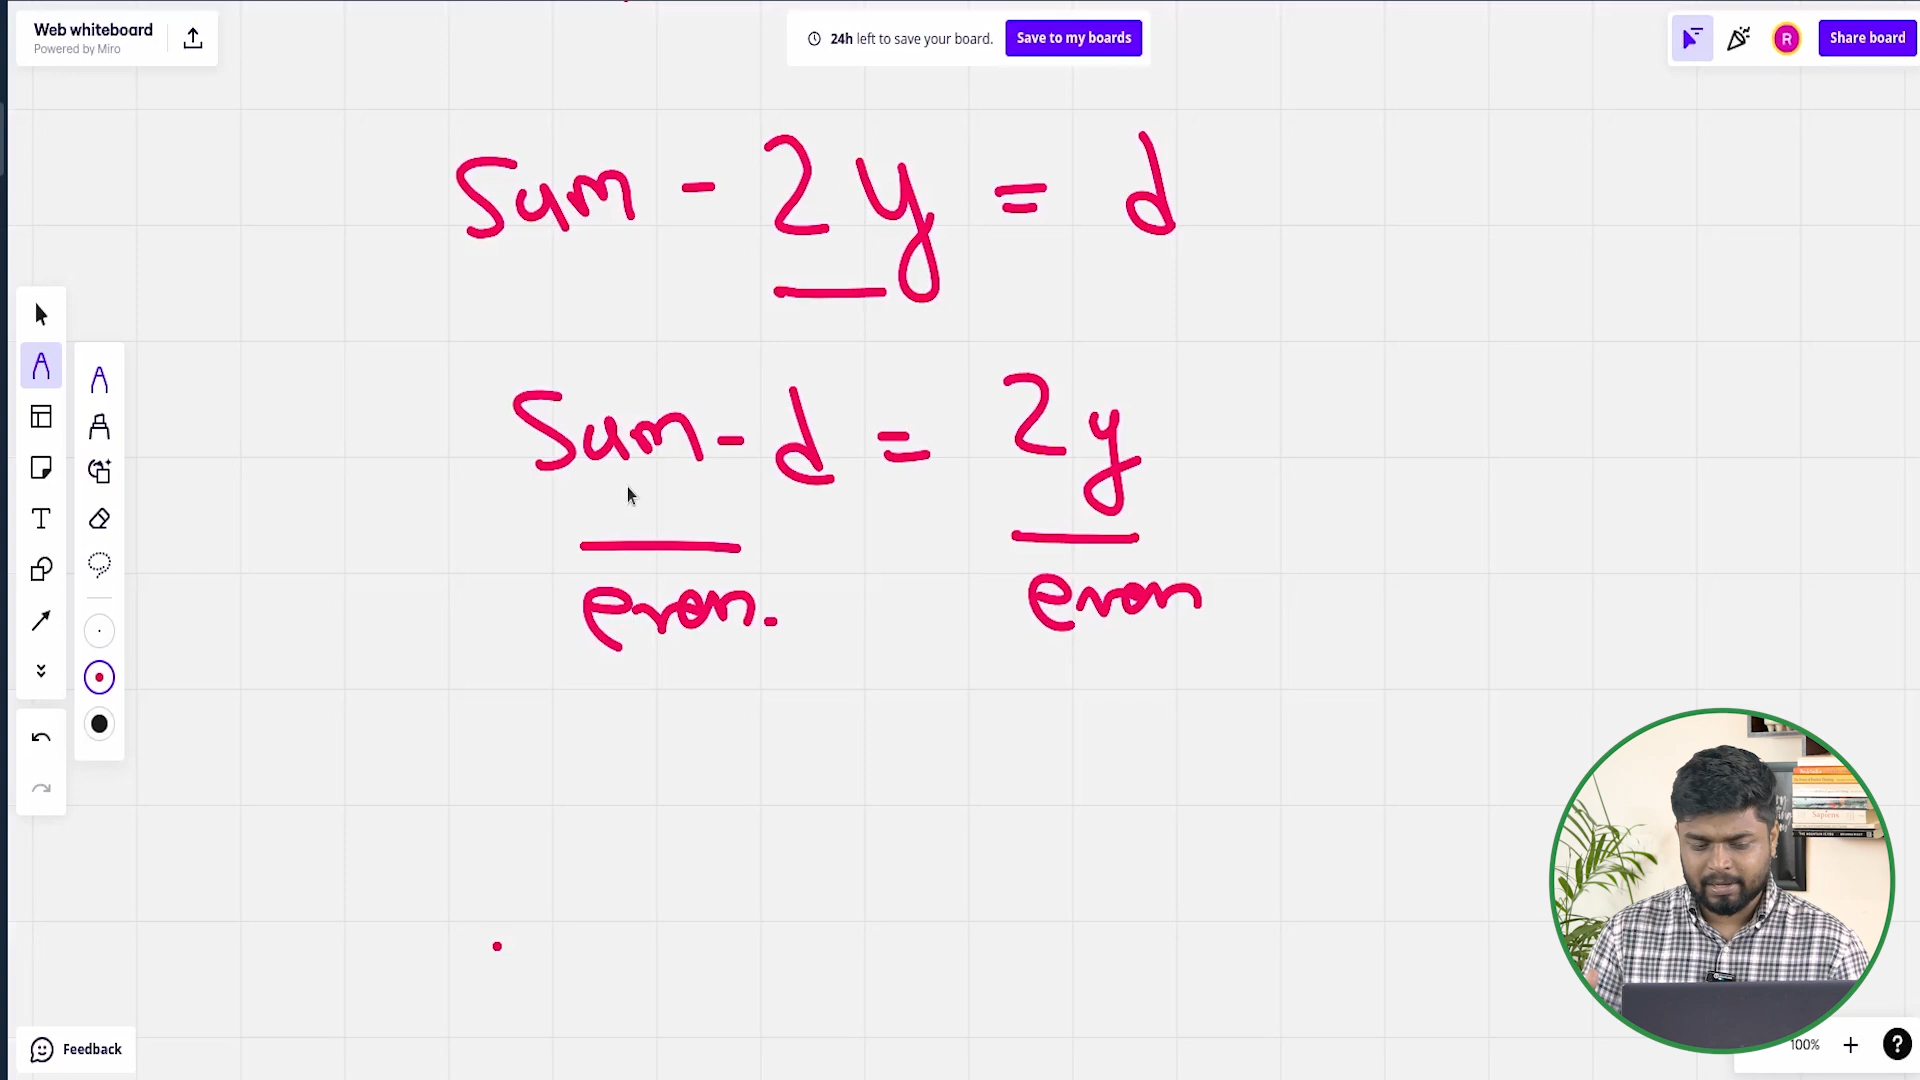 Web whiteboard
Powered by Miro
24h left to save your board.
Save to my boards
R
Share board
Sum - 2y = d
Sum - d = 2y
even. even
T
Sapiens
Feedback
100% + ?